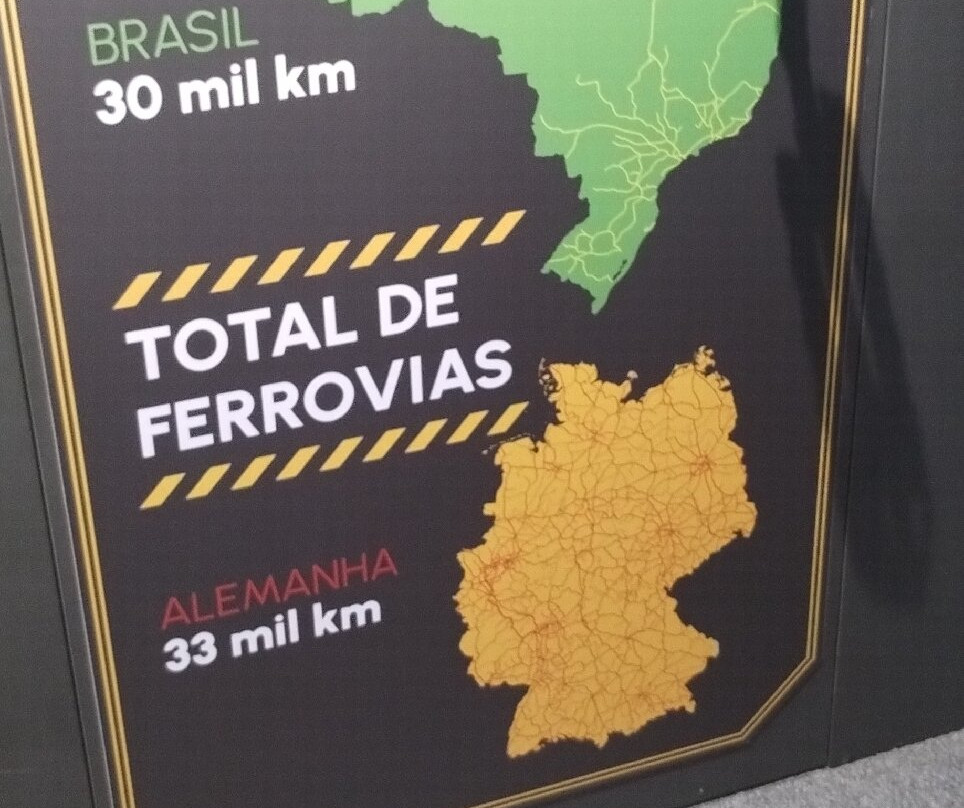 BRASIL
30 mil km
TOTAL DE
FERROVIAS
ALEMANHA
33 mil km